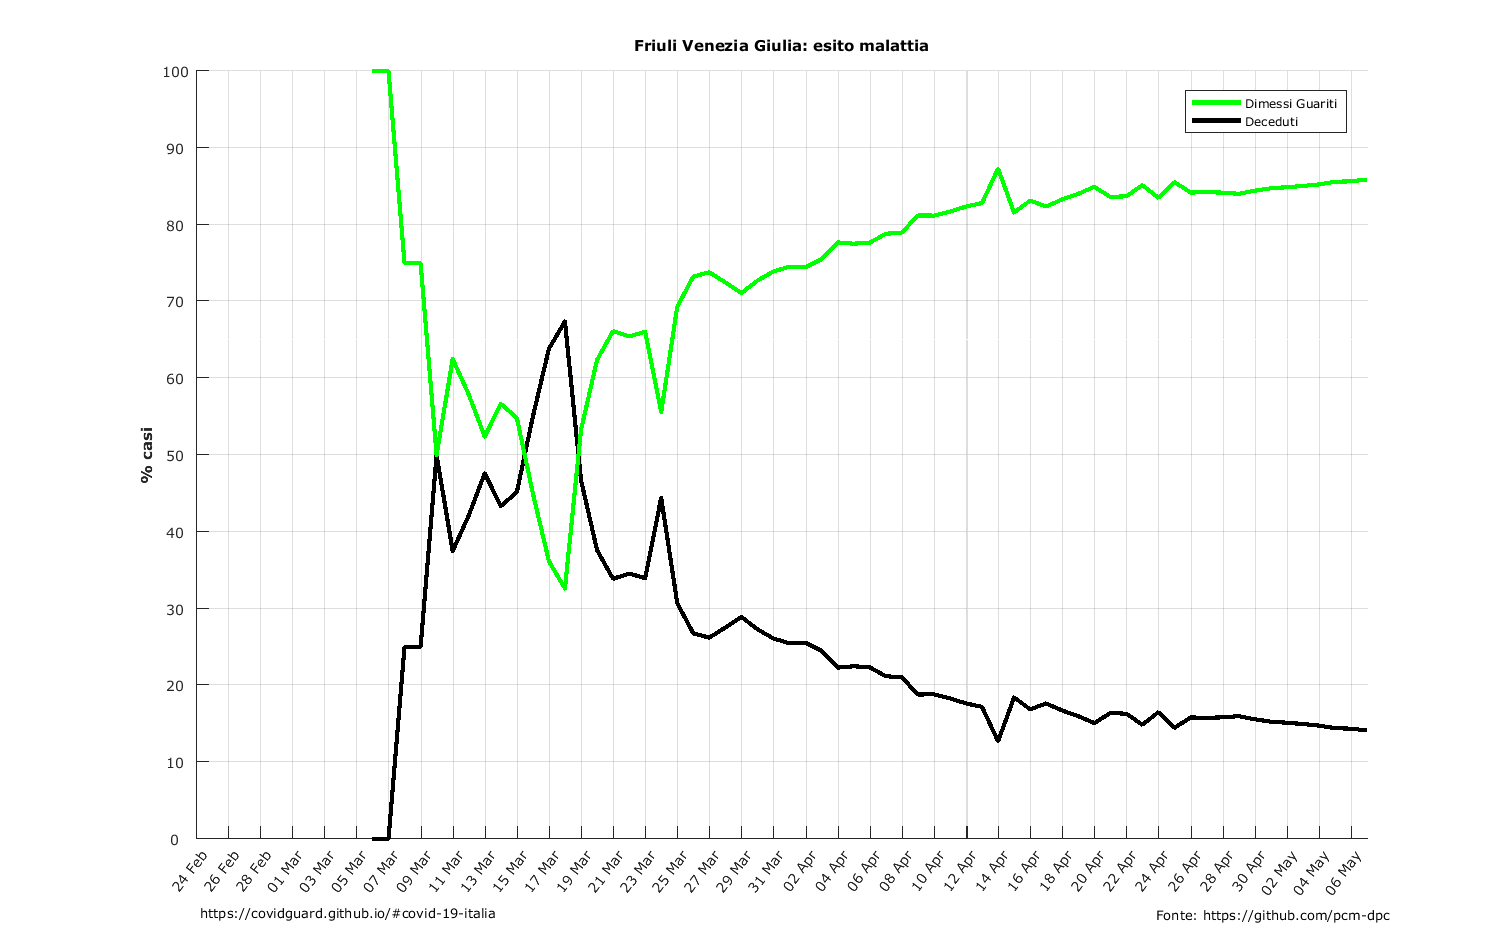 Friuli Venezia Giulia: esito malattia
Dimessi Guariti
Deceduti
% casi
100
90
80
70
60
50
40
30
20
10
0
24 Feb
26 Feb
28 Feb
01 Mar
03 Mar
05 Mar
07 Mar
09 Mar
11 Mar
13 Mar
15 Mar
17 Mar
19 Mar
21 Mar
23 Mar
25 Mar
27 Mar
29 Mar
31 Mar
02 Apr
04 Apr
06 Apr
08 Apr
10 Apr
12 Apr
14 Apr
16 Apr
18 Apr
20 Apr
22 Apr
24 Apr
26 Apr
28 Apr
30 Apr
02 May
04 May
06 May
https://covidguard.github.io/#covid-19-italia
Fonte: https://github.com/pcm-dpc